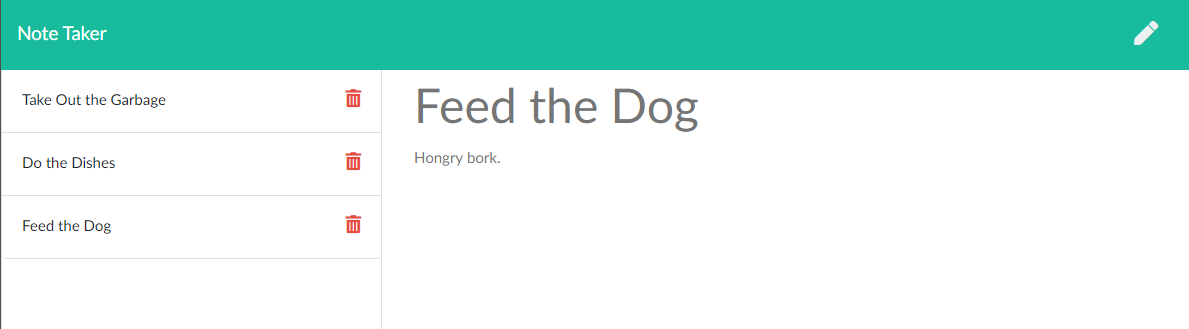 Note Taker
Take Out the Garbage
Do the Dishes
Feed the Dog
Feed the Dog
Hongry bork.